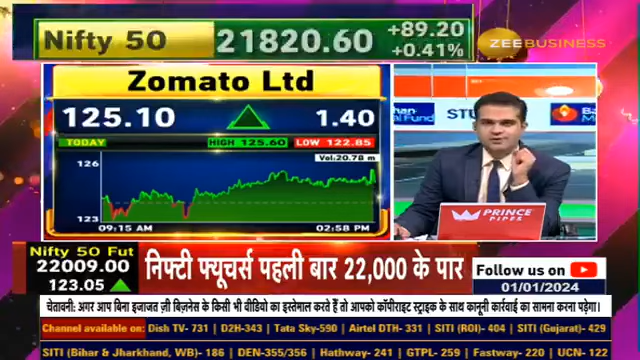 Nifty 50
21820.60
+89.20
+0.41%
ZEE BUSINESS
Zomato Ltd
125.10
1.40
TODAY
HIGH 125.60
LOW 122.85
Vol:20.78 m
126
123
09:15 AM
02:58 PM
STU
PRINCE
PIPES
Nifty 50 Fut
22009.00
123.05
निफ्टी फ्यूचर्स पहली बार 22,000 के पार
Follow us on
01/01/2024
चेतावनी: अगर आप बिना इजाजत ज़ी बिज़नेस के किसी भी वीडियो का इस्तेमाल करते हैं तो आपको कॉपीराइट स्ट्राइक के साथ कानूनी कार्रवाई का सामना करना पड़ेगा.
Channel available on: Dish TV- 731 | D2H-343 | Tata Sky-590 | Airtel DTH- 331 | SITI (ROI)- 404 | SITI (Gujarat)- 429
SITI (Bihar & Jharkhand, WB)- 186 | DEN-355/356 | Hathway- 241 | GTPL- 259 | Fastway- 220 | UCN- 122